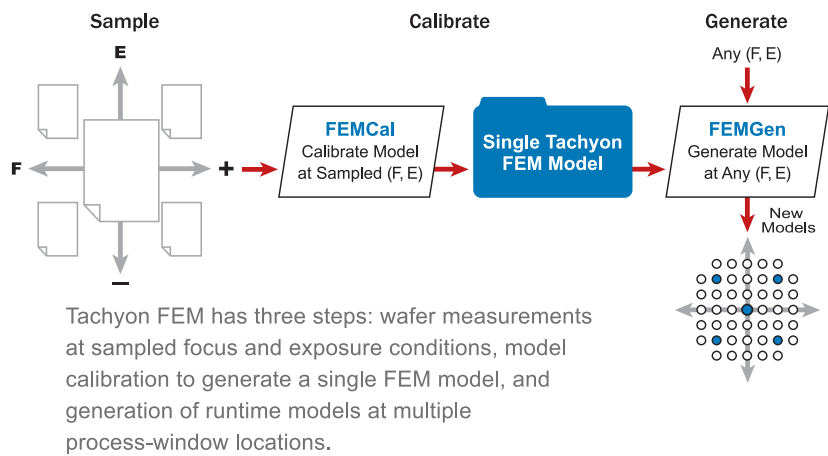 Sample
Calibrate
Generate
E
F
+
−
FEMCal
Calibrate Model
at Sampled (F, E)
Single Tachyon
FEM Model
Any (F, E)
FEMGen
Generate Model
at Any (F, E)
New
Models
Tachyon FEM has three steps: wafer measurements
at sampled focus and exposure conditions, model
calibration to generate a single FEM model, and
generation of runtime models at multiple
process-window locations.